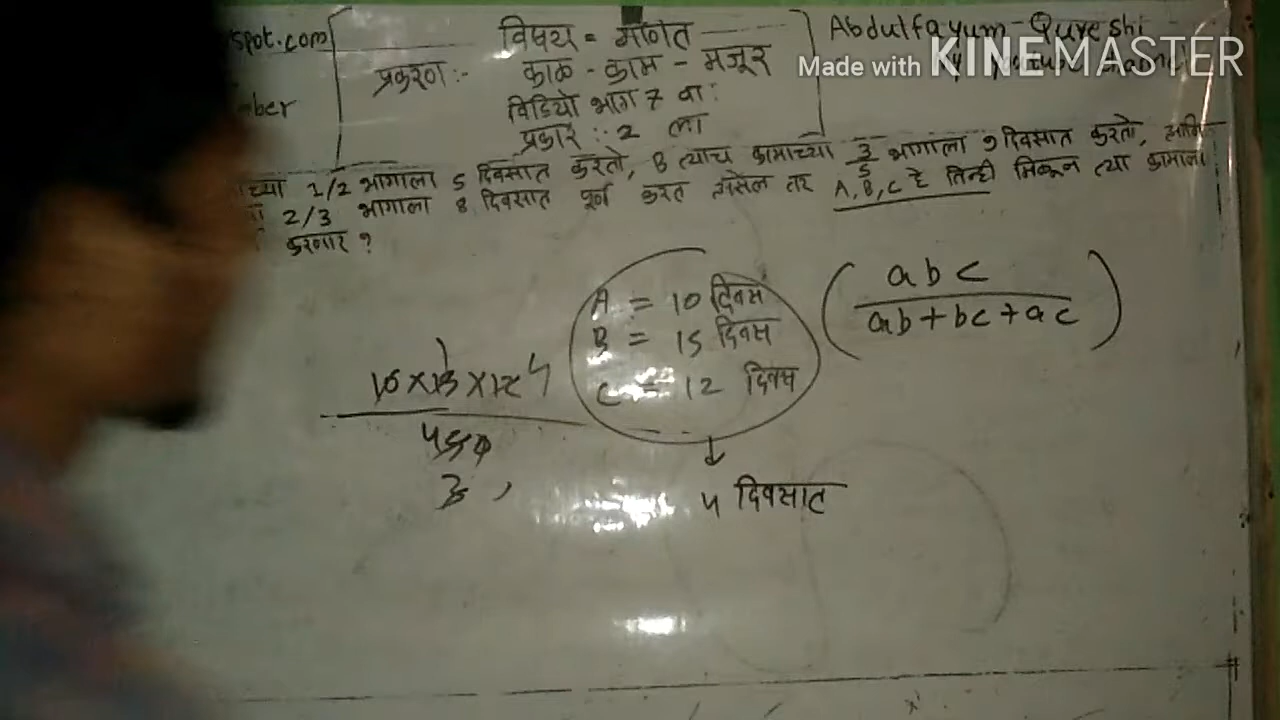 spot.com
विषय = गणित
Abdulfayum-Qureshi
प्रकरण :- काळ - काम - मजूर
Made with KINEMASTER
विडियो भाग 7 वा :
प्रकार :- 2 ला
च्या 1/2 भागाला 5 दिवसात करतो, B त्याच कामाच्या 3/5 भागाला 9 दिवसात करतो, आणि
2/3 भागाला 8 दिवसात पूर्ण करत असेल तर A, B, C हे तिन्ही मिळून त्या कामाला
करणार ?
A = 10 दिवस
B = 15 दिवस
C = 12 दिवस
abc
ab+bc+ac
10 × 15 × 12 4
4 दिवसात